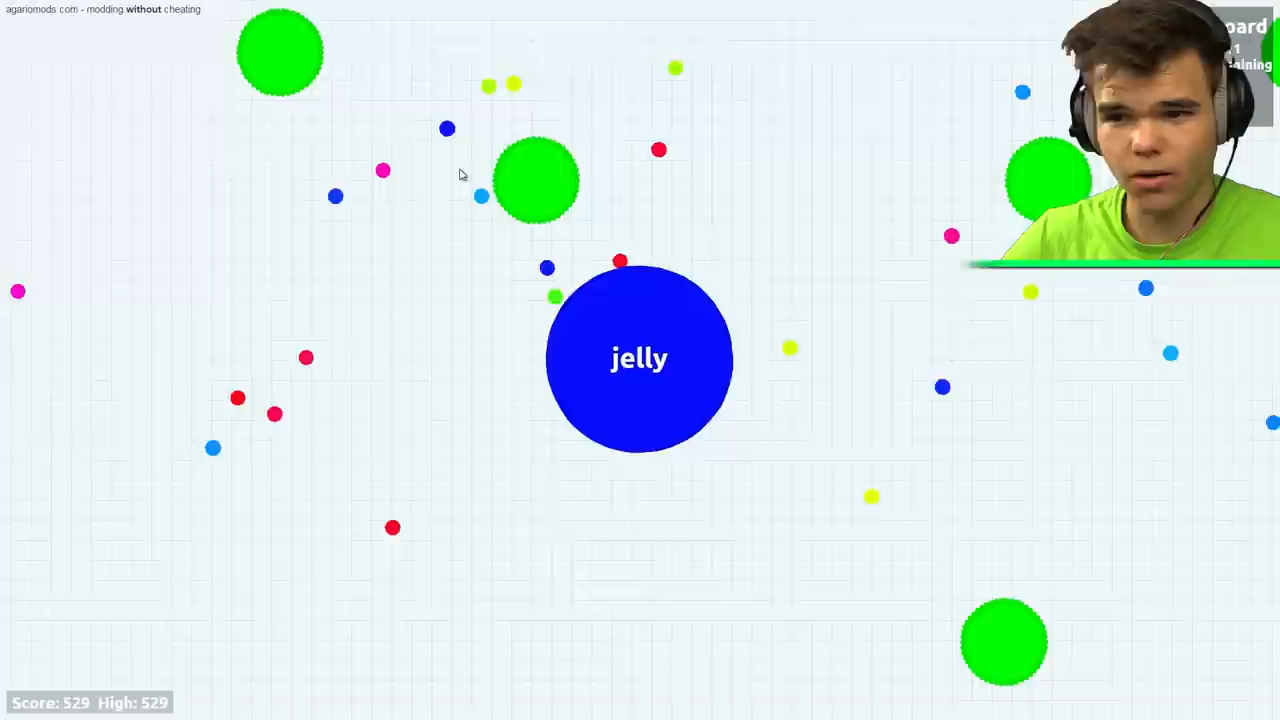 agariomods.com - modding without cheating
jelly
Score: 529 High: 529